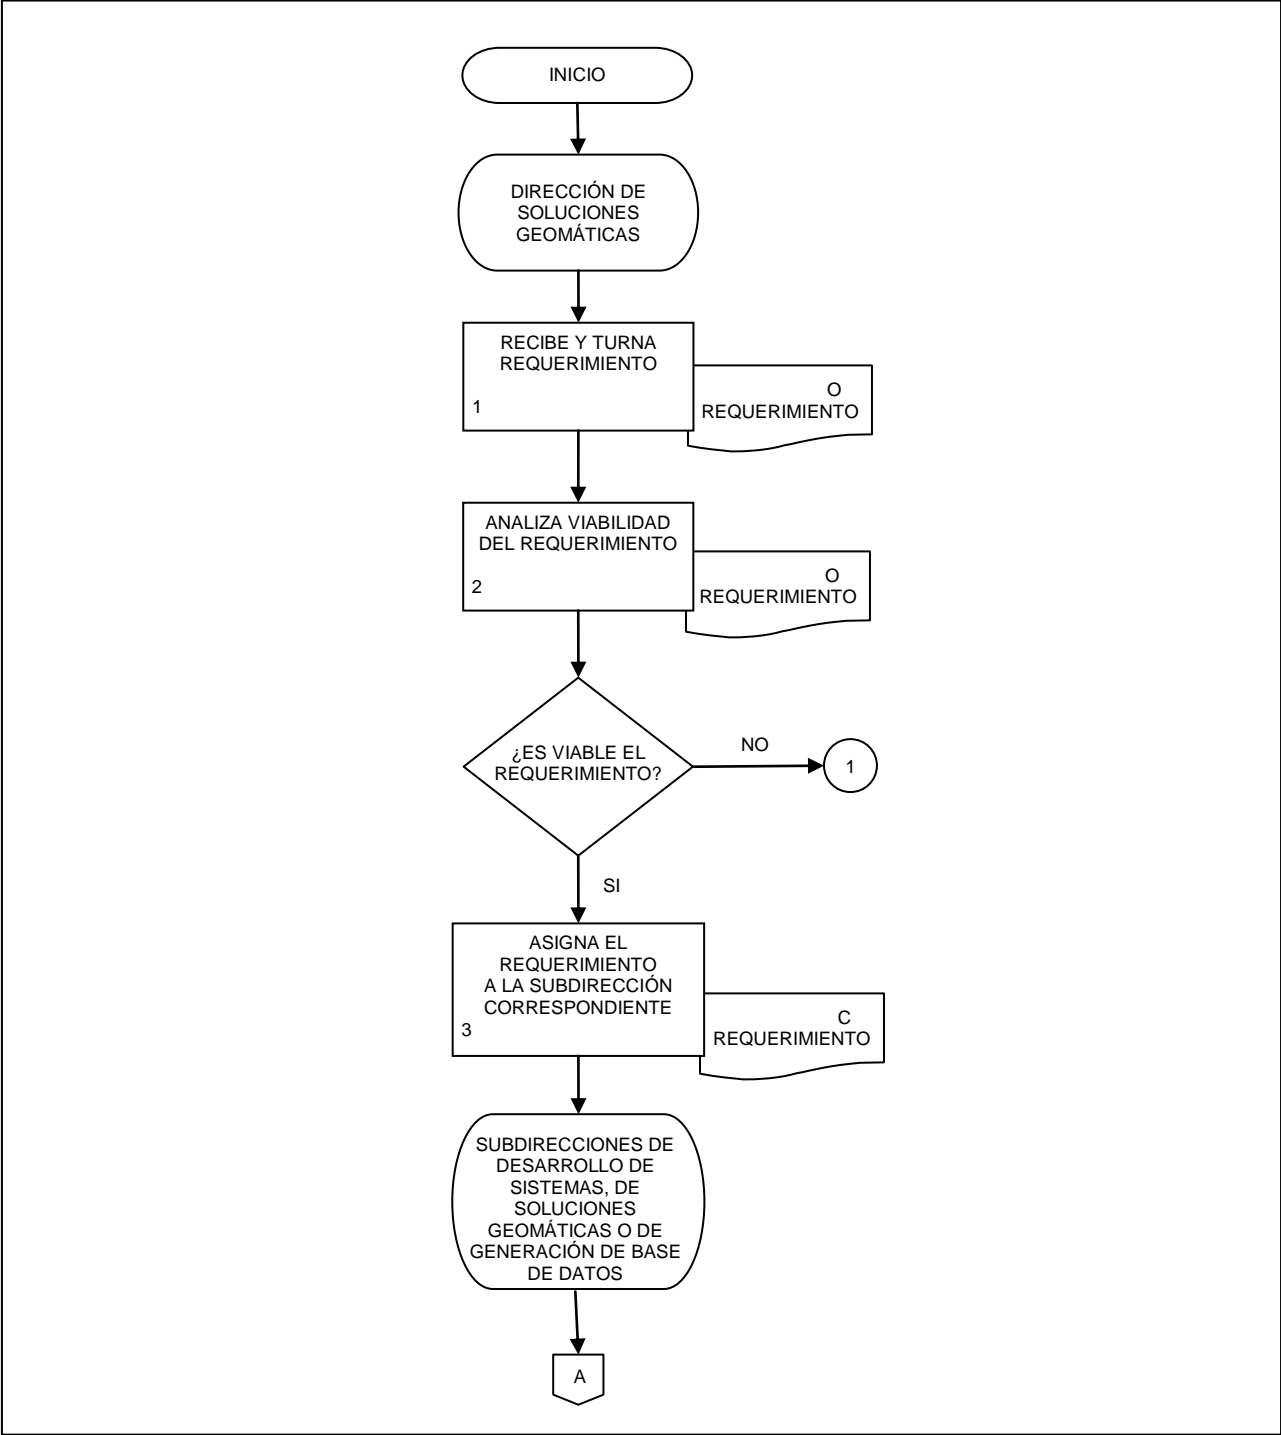 INICIO
DIRECCIÓN DE
SOLUCIONES
GEOMÁTICAS
RECIBE Y TURNA
REQUERIMIENTO
1
O
REQUERIMIENTO
ANALIZA VIABILIDAD
DEL REQUERIMIENTO
2
O
REQUERIMIENTO
¿ES VIABLE EL
REQUERIMIENTO?
NO
1
SI
ASIGNA EL
REQUERIMIENTO
A LA SUBDIRECCIÓN
CORRESPONDIENTE
3
C
REQUERIMIENTO
SUBDIRECCIONES DE
DESARROLLO DE
SISTEMAS, DE
SOLUCIONES
GEOMÁTICAS O DE
GENERACIÓN DE BASE
DE DATOS
A